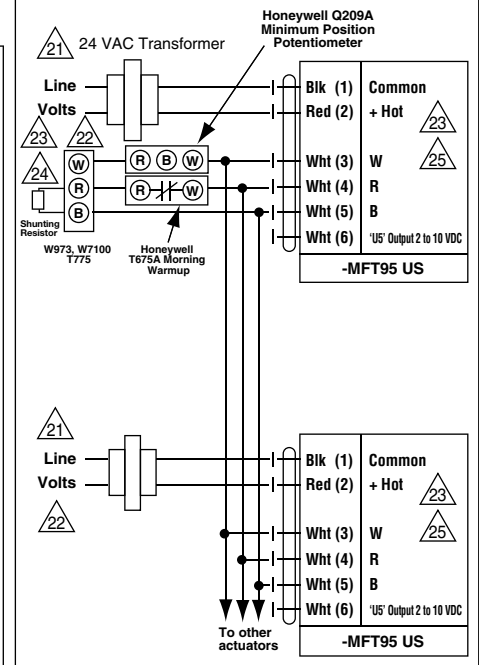 Honeywell Q209A
Minimum Position
Potentiometer
21
24 VAC Transformer
Line
Volts
Blk (1) Common
Red (2) + Hot
23
23
22
24
W
R
B
R B W
R W
Wht (3) W
25
Wht (4) R
Wht (5) B
Wht (6) 'U5' Output 2 to 10 VDC
Shunting
Resistor
W973, W7100
T775
Honeywell
T675A Morning
Warmup
-MFT95 US
21
Line
Volts
22
Blk (1) Common
Red (2) + Hot
23
Wht (3) W
25
Wht (4) R
Wht (5) B
Wht (6) 'U5' Output 2 to 10 VDC
To other
actuators
-MFT95 US